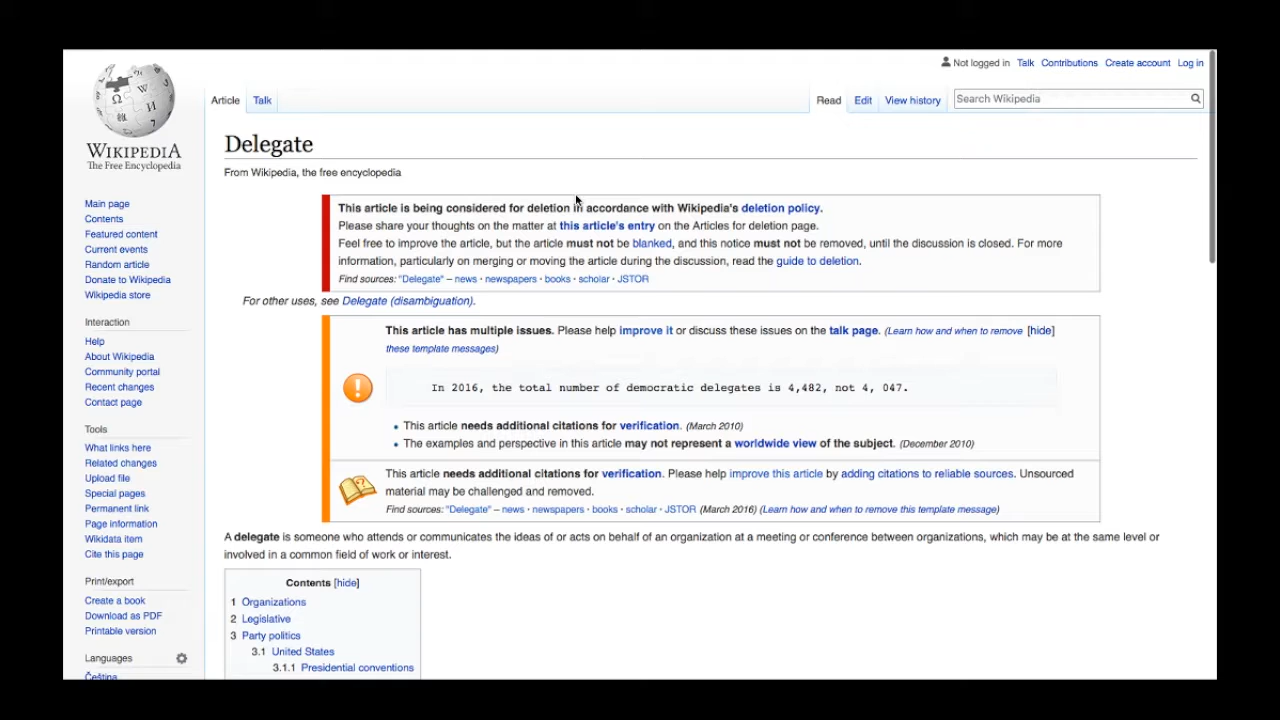 Not logged in Talk Contributions Create account Log in
Article Talk Read Edit View history Search Wikipedia
WIKIPEDIA
The Free Encyclopedia
Main page
Contents
Featured content
Current events
Random article
Donate to Wikipedia
Wikipedia store
Interaction
Help
About Wikipedia
Community portal
Recent changes
Contact page
Tools
What links here
Related changes
Upload file
Special pages
Permanent link
Page information
Wikidata item
Cite this page
Print/export
Create a book
Download as PDF
Printable version
Languages
Čeština
Delegate
From Wikipedia, the free encyclopedia
This article is being considered for deletion in accordance with Wikipedia's deletion policy.
Please share your thoughts on the matter at this article's entry on the Articles for deletion page.
Feel free to improve the article, but the article must not be blanked, and this notice must not be removed, until the discussion is closed. For more
information, particularly on merging or moving the article during the discussion, read the guide to deletion.
Find sources: "Delegate" – news · newspapers · books · scholar · JSTOR
For other uses, see Delegate (disambiguation).
This article has multiple issues. Please help improve it or discuss these issues on the talk page. (Learn how and when to remove [hide]
these template messages)
In 2016, the total number of democratic delegates is 4,482, not 4, 047.
• This article needs additional citations for verification. (March 2010)
• The examples and perspective in this article may not represent a worldwide view of the subject. (December 2010)
This article needs additional citations for verification. Please help improve this article by adding citations to reliable sources. Unsourced
material may be challenged and removed.
Find sources: "Delegate" – news · newspapers · books · scholar · JSTOR (March 2016) (Learn how and when to remove this template message)
A delegate is someone who attends or communicates the ideas of or acts on behalf of an organization at a meeting or conference between organizations, which may be at the same level or
involved in a common field of work or interest.
Contents [hide]
1 Organizations
2 Legislative
3 Party politics
3.1 United States
3.1.1 Presidential conventions